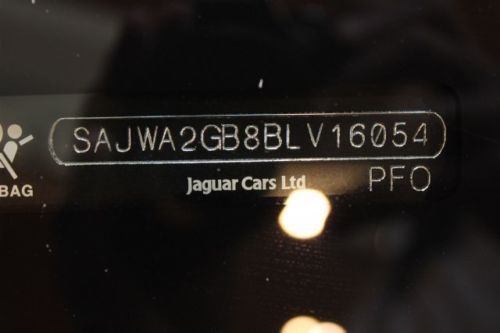 SAJWA2GB8BLV16054
BAG
Jaguar Cars Ltd
PFO